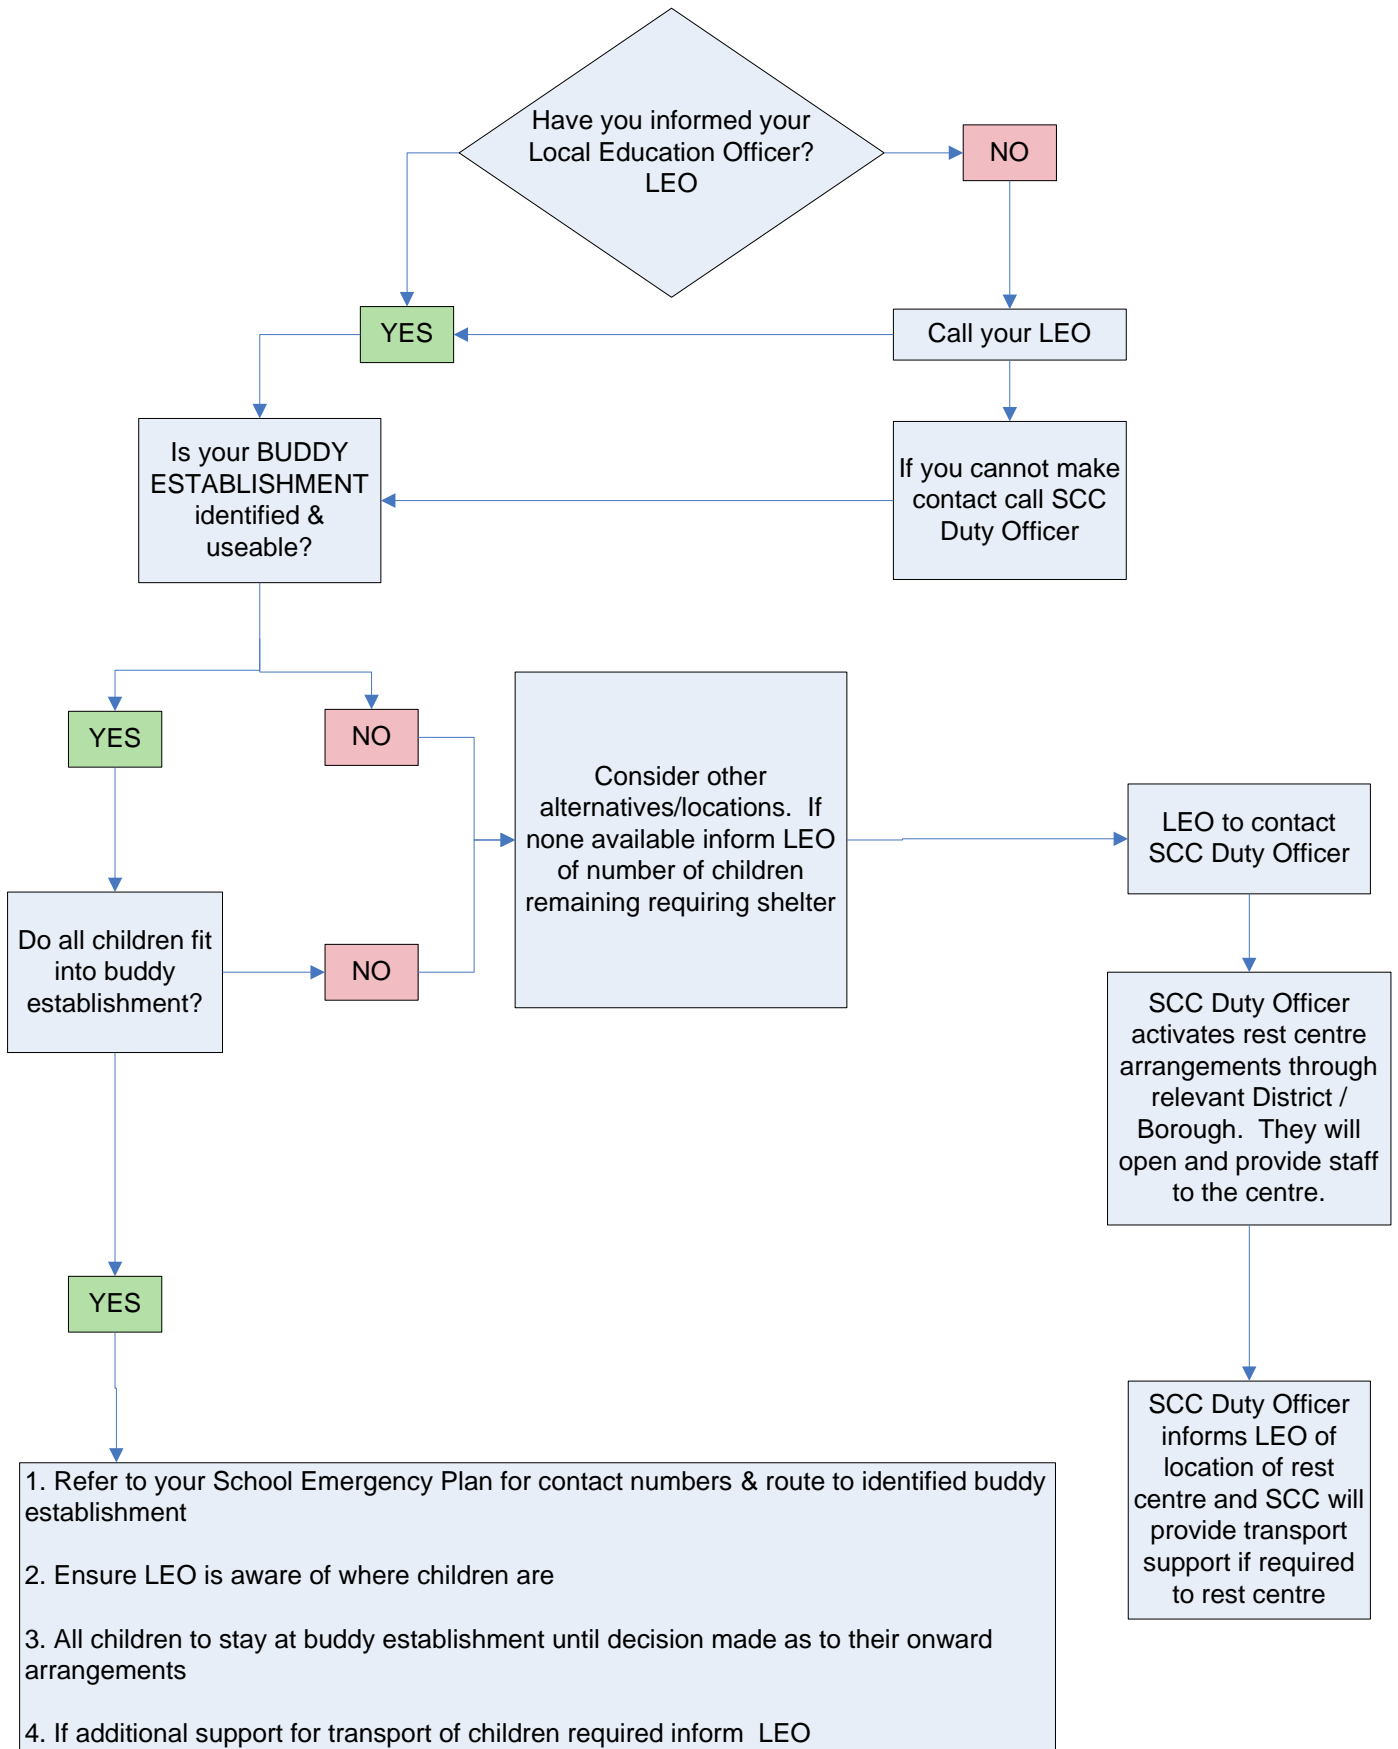 Have you informed your
Local Education Officer?
LEO
NO
YES
Call your LEO
Is your BUDDY
ESTABLISHMENT
identified &
useable?
If you cannot make
contact call SCC
Duty Officer
YES
NO
Consider other
alternatives/locations.  If
none available inform LEO
of number of children
remaining requiring shelter
LEO to contact
SCC Duty Officer
Do all children fit
into buddy
establishment?
NO
SCC Duty Officer
activates rest centre
arrangements through
relevant District /
Borough.  They will
open and provide staff
to the centre.
YES
SCC Duty Officer
informs LEO of
location of rest
centre and SCC will
provide transport
support if required
to rest centre
1. Refer to your School Emergency Plan for contact numbers & route to identified buddy
establishment
2. Ensure LEO is aware of where children are
3. All children to stay at buddy establishment until decision made as to their onward
arrangements
4. If additional support for transport of children required inform  LEO